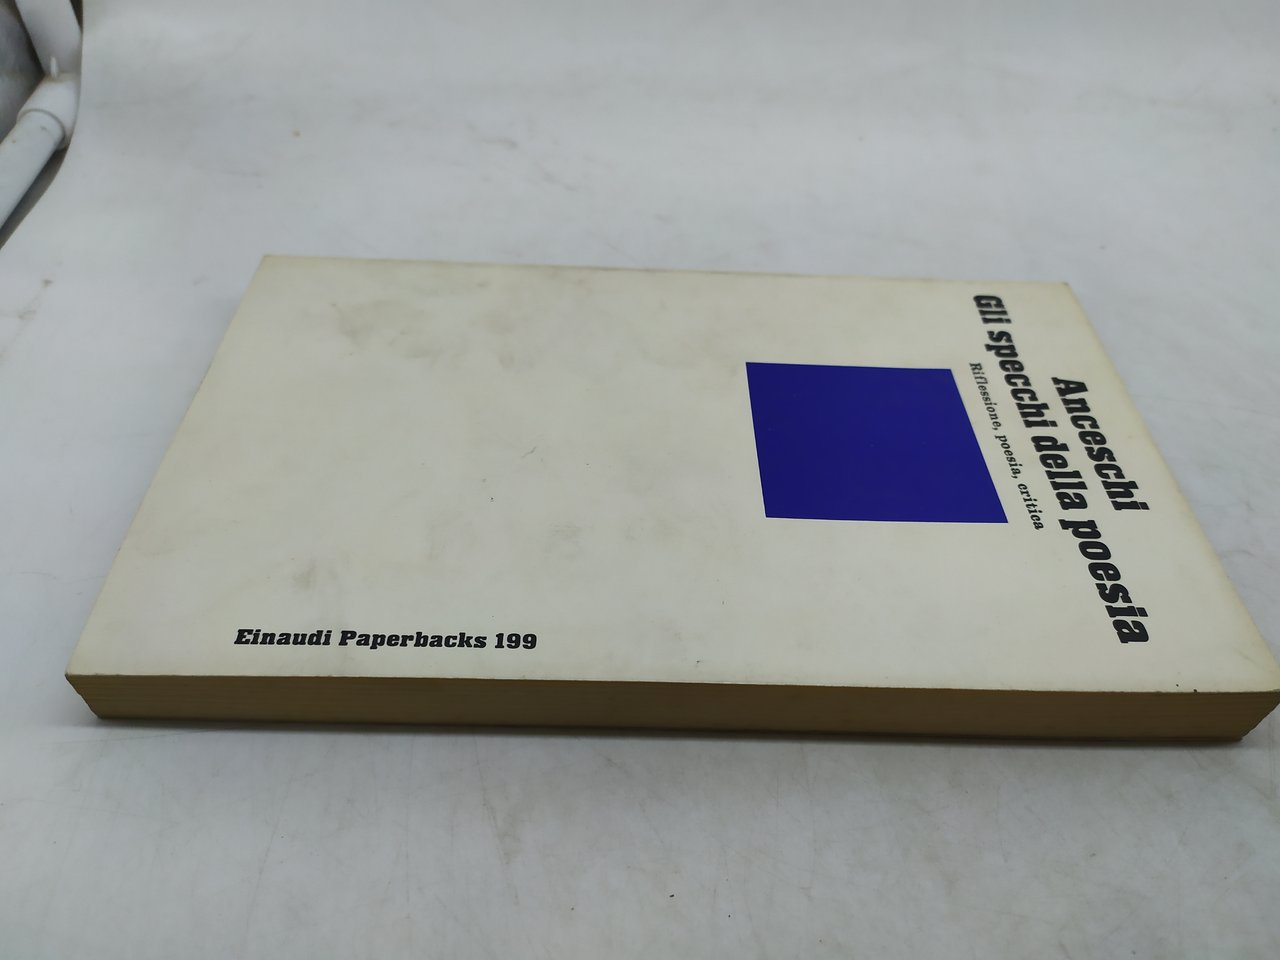 Anceschi
Gli specchi della poesia
Riflessione, poesia, critica
Einaudi Paperbacks 199